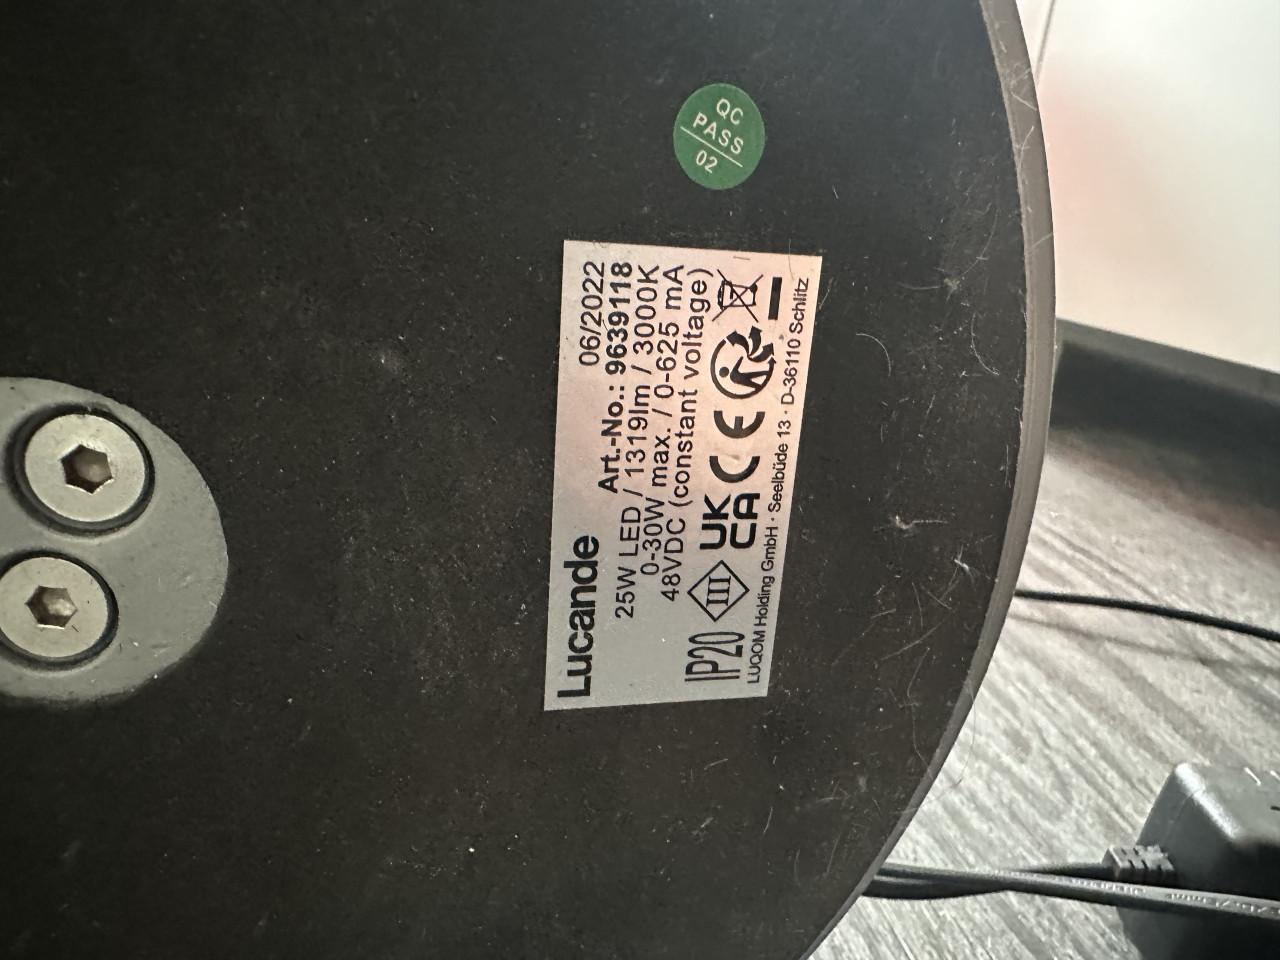 QC
PASS
02
Lucande 06/2022
Art.-No.: 9639118
25W LED / 1319lm / 3000K
0-30W max. / 0-625 mA
48VDC (constant voltage)
IP20 III UK CA CE
LUQOM Holding GmbH · Seelbüde 13 · D-36110 Schlitz